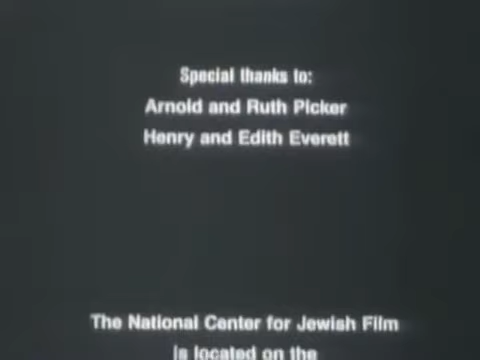 Special thanks to:
Arnold and Ruth Picker
Henry and Edith Everett
The National Center for Jewish Film
is located on the